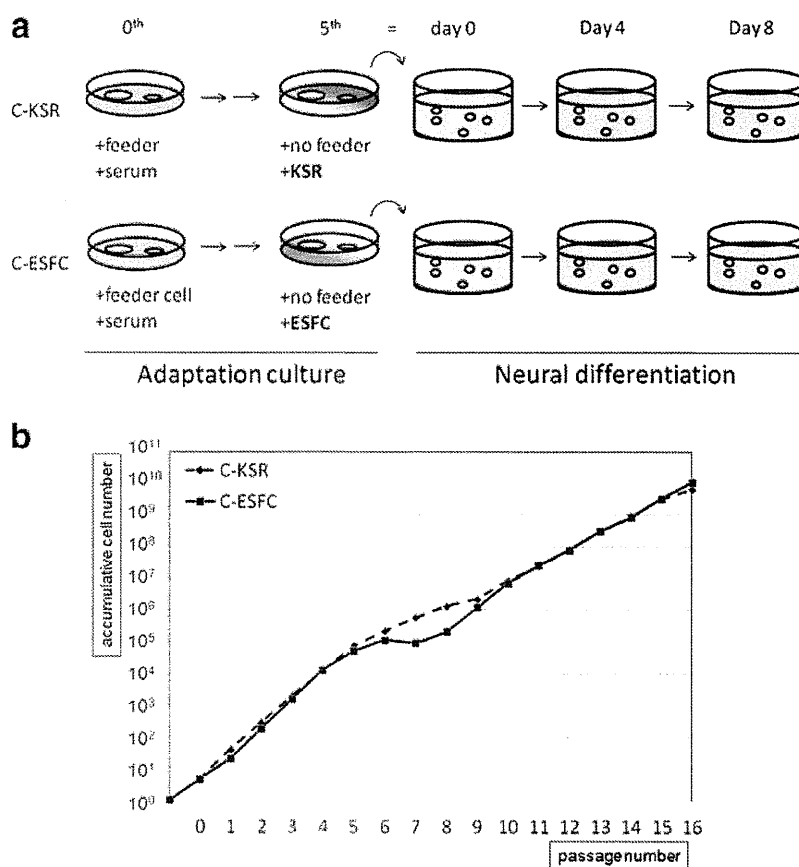 a
0th 5th = day 0 Day 4 Day 8
C-KSR
+feeder +no feeder
+serum +KSR
C-ESFC
+feeder cell +no feeder
+serum +ESFC
Adaptation culture Neural differentiation
b
accumulative cell number
10^11
10^10
10^9
10^8
10^7
10^6
10^5
10^4
10^3
10^2
10^1
10^0
C-KSR
C-ESFC
0 1 2 3 4 5 6 7 8 9 10 11 12 13 14 15 16
passage number